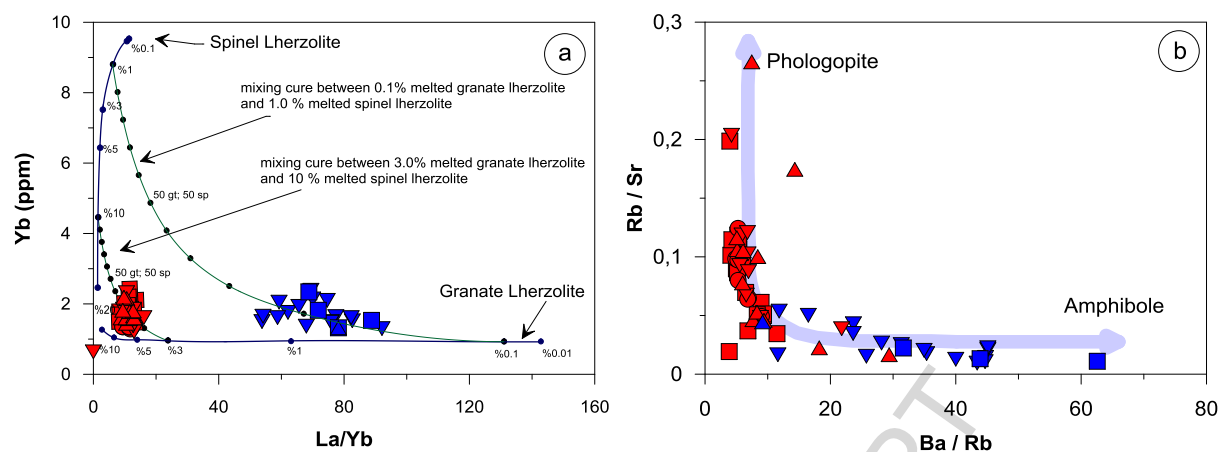 10
8
6
4
2
0
Yb (ppm)
0
40
80
120
160
La/Yb
a
%0.1
Spinel Lherzolite
%1
%3
%5
%10
mixing cure between 0.1% melted granate lherzolite
and 1.0 % melted spinel lherzolite
mixing cure between 3.0% melted granate lherzolite
and 10 % melted spinel lherzolite
50 gt; 50 sp
50 gt; 50 sp
Granate Lherzolite
%10
%5
%3
%1
%0.1
%0.01
0,3
0,2
0,1
0
Rb / Sr
0
20
40
60
80
Ba / Rb
b
Phologopite
Amphibole